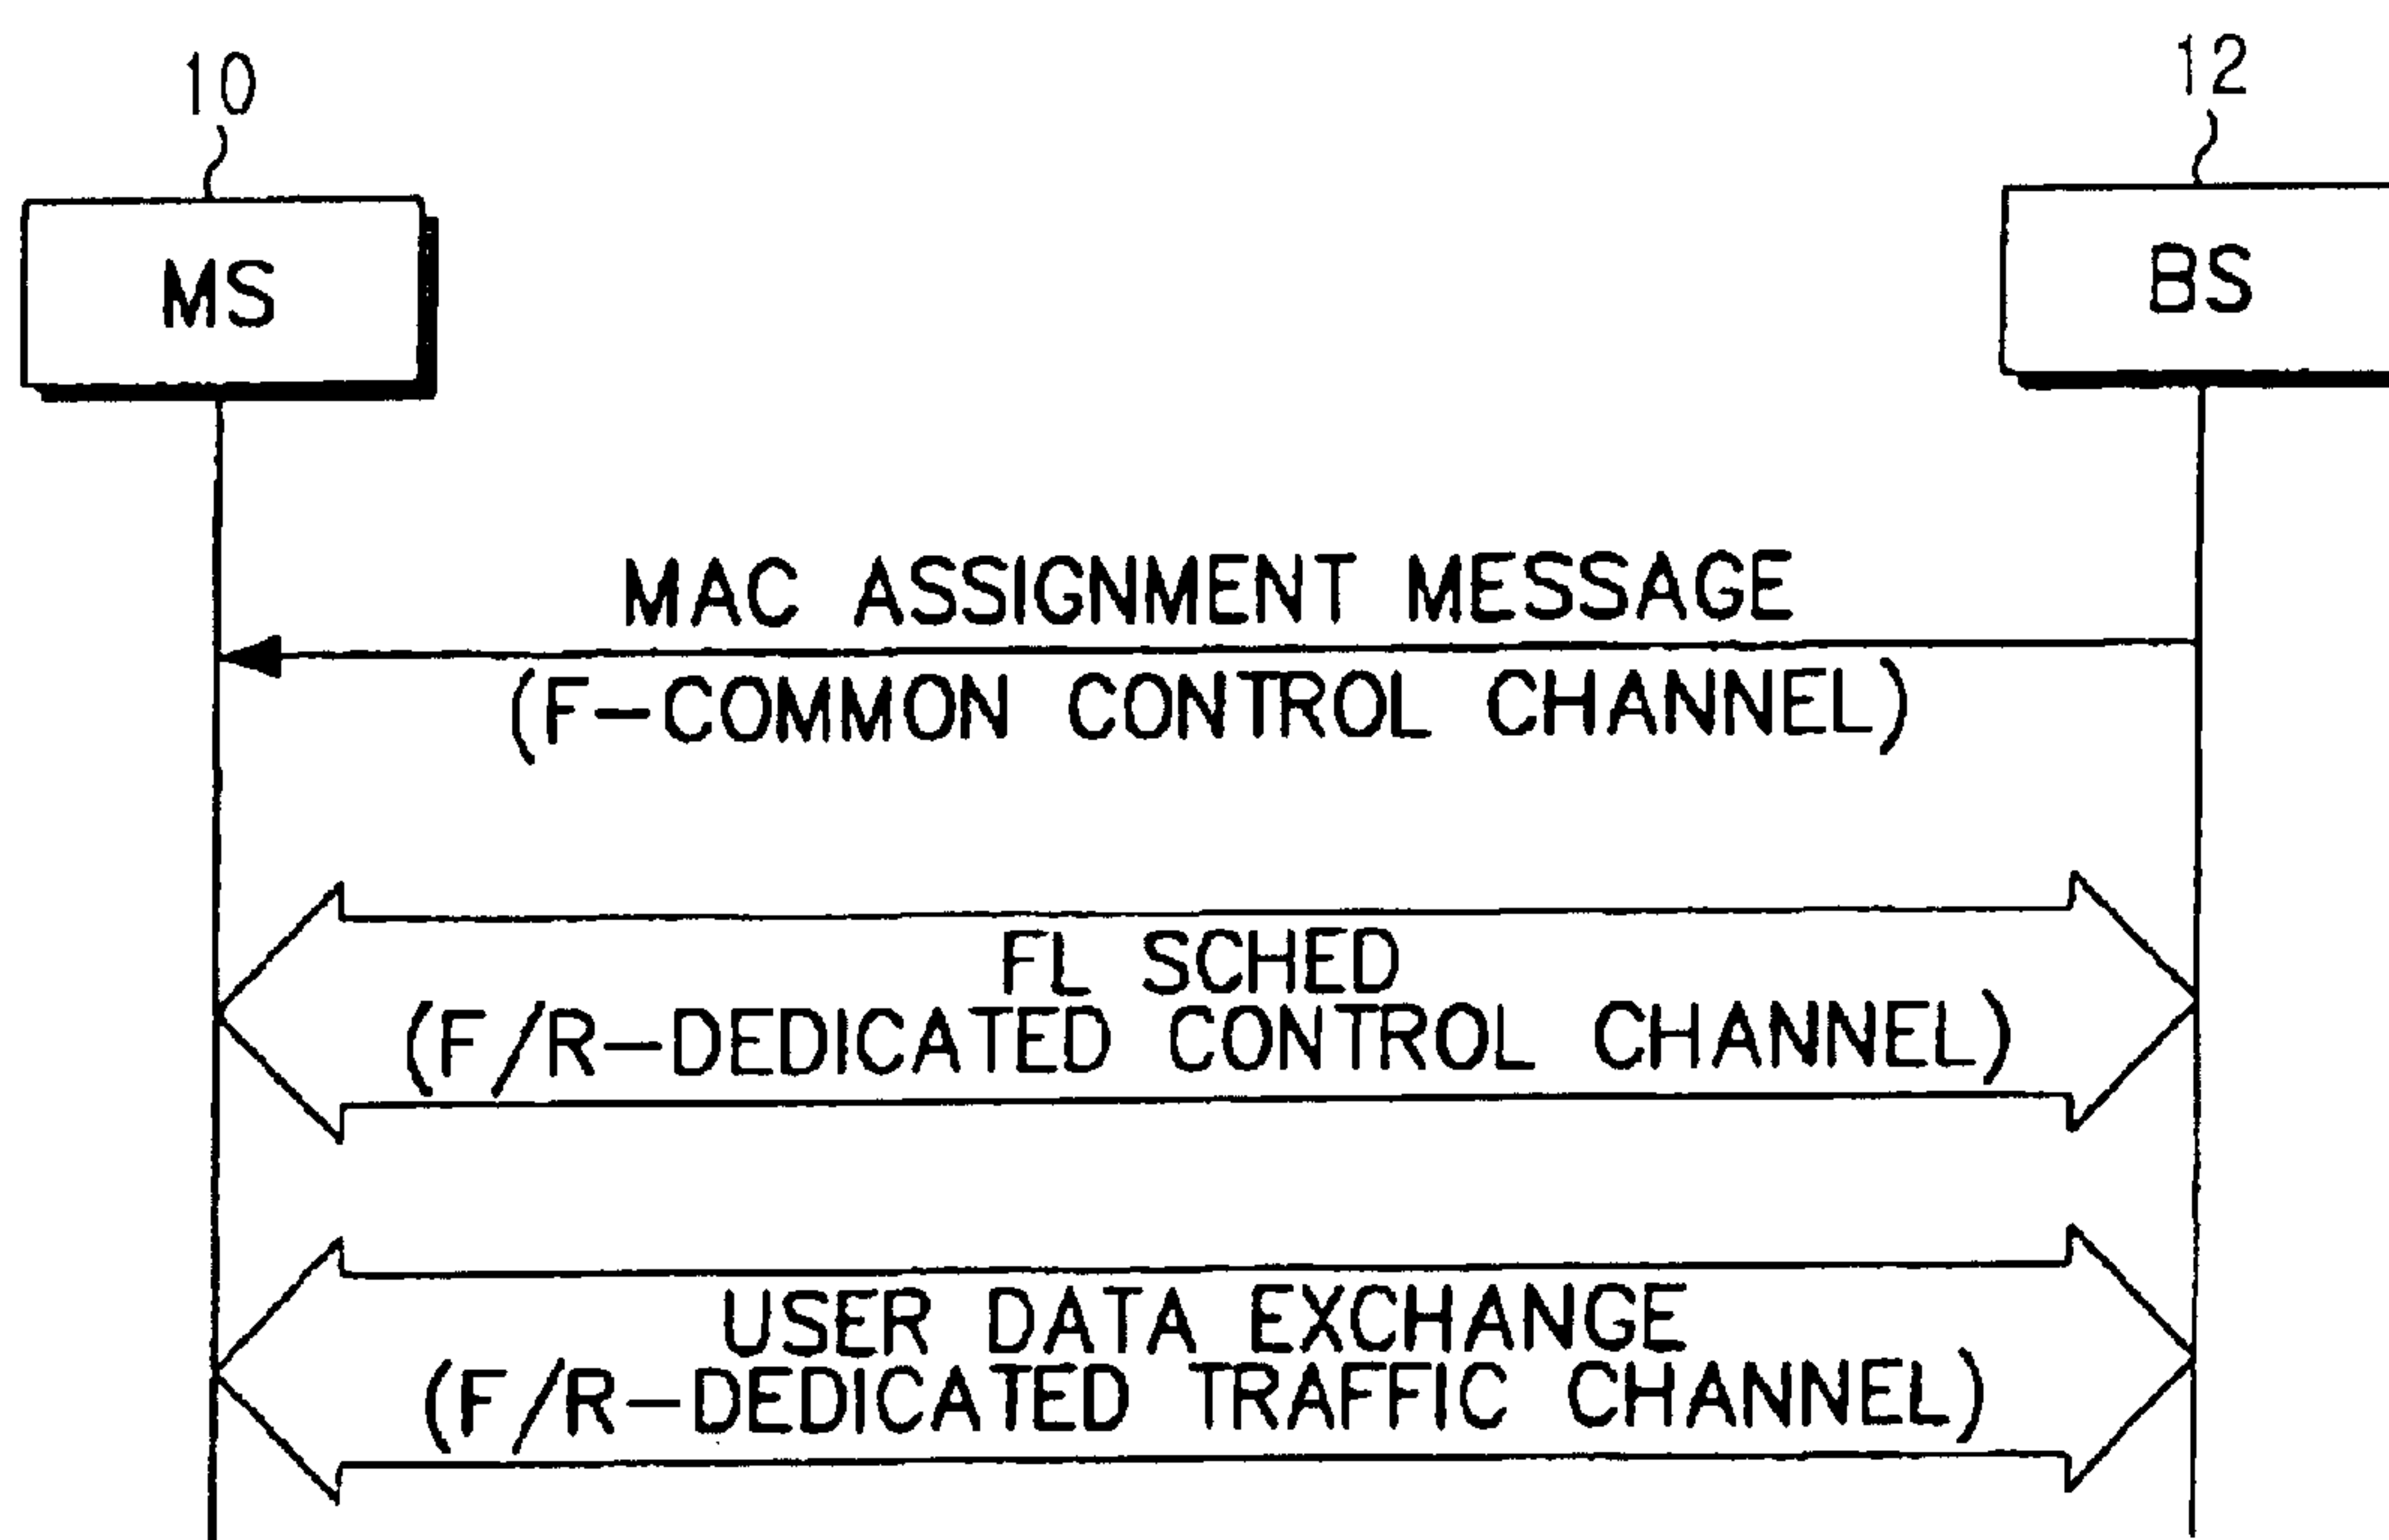 10
12
MS
BS
MAC ASSIGNMENT MESSAGE
(F-COMMON CONTROL CHANNEL)
FL SCHED
(F/R-DEDICATED CONTROL CHANNEL)
USER DATA EXCHANGE
(F/R-DEDICATED TRAFFIC CHANNEL)